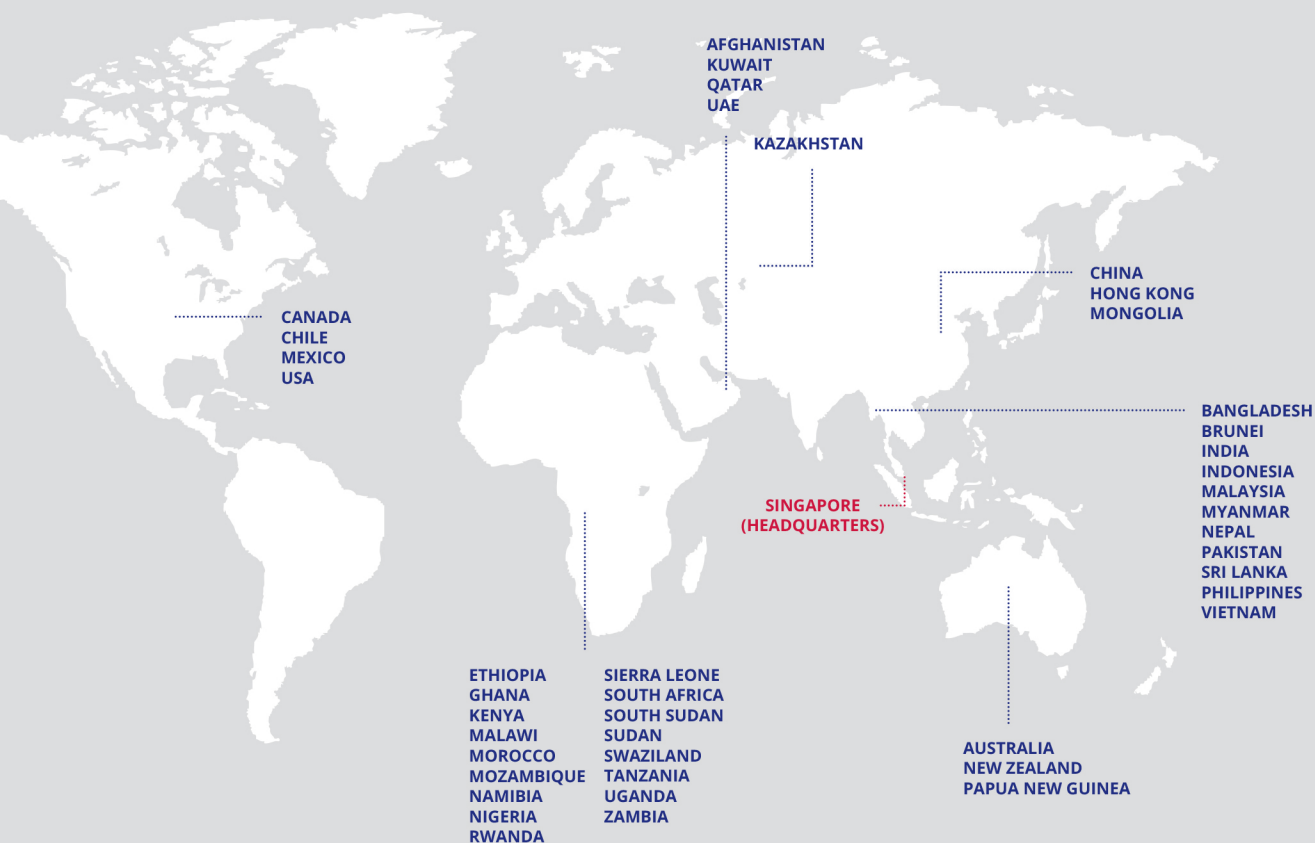 AFGHANISTAN
KUWAIT
QATAR
UAE
KAZAKHSTAN
CHINA
HONG KONG
MONGOLIA
CANADA
CHILE
MEXICO
USA
BANGLADESH
BRUNEI
INDIA
INDONESIA
MALAYSIA
MYANMAR
NEPAL
PAKISTAN
SRI LANKA
PHILIPPINES
VIETNAM
SINGAPORE
(HEADQUARTERS)
ETHIOPIA
GHANA
KENYA
MALAWI
MOROCCO
MOZAMBIQUE
NAMIBIA
NIGERIA
RWANDA
SIERRA LEONE
SOUTH AFRICA
SOUTH SUDAN
SUDAN
SWAZILAND
TANZANIA
UGANDA
ZAMBIA
AUSTRALIA
NEW ZEALAND
PAPUA NEW GUINEA